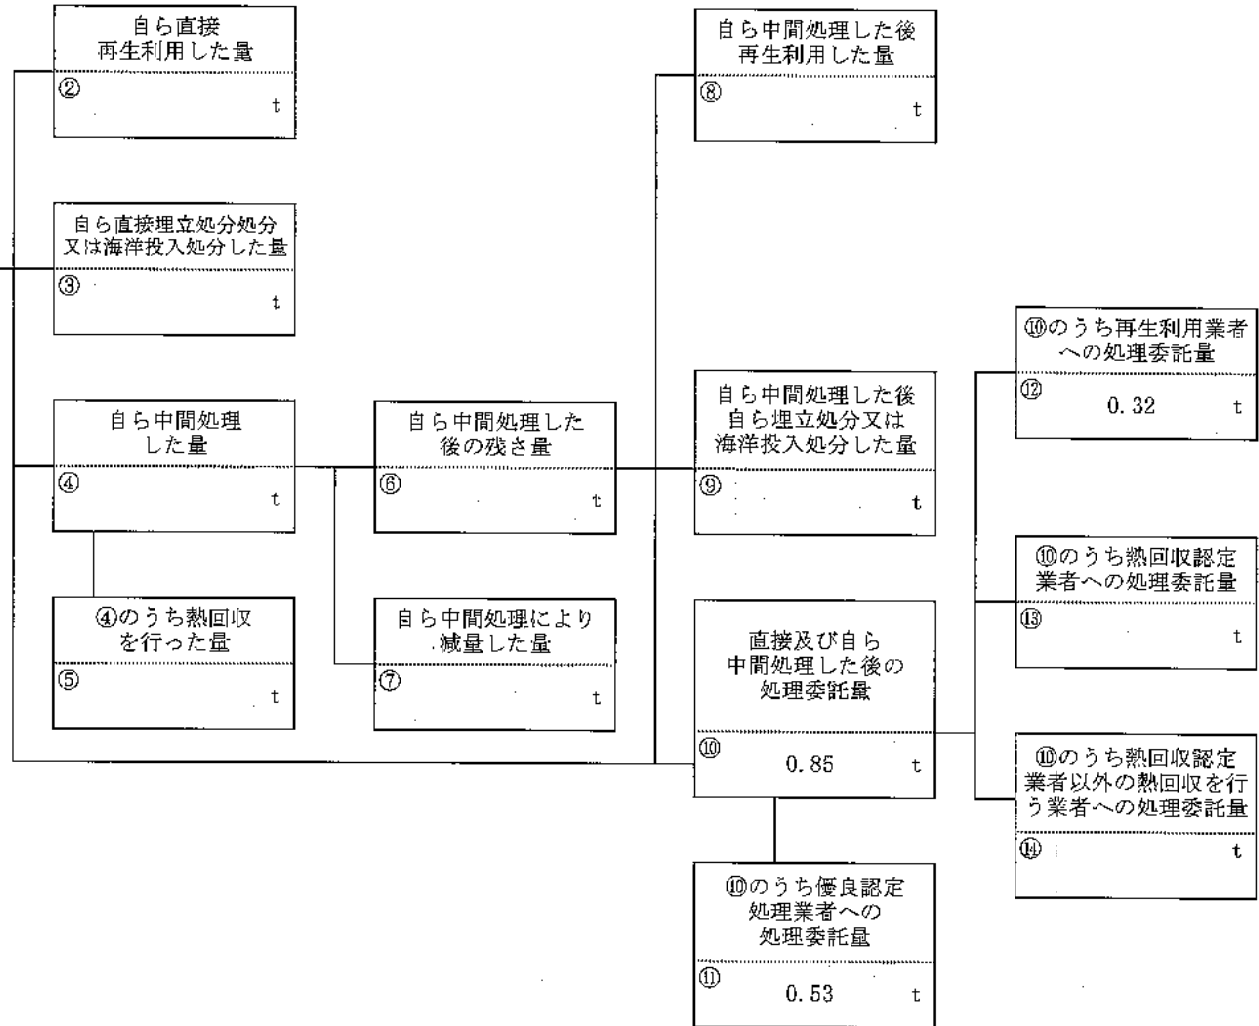 自ら直接
再生利用した量
②
t
自ら直接埋立処分処分
又は海洋投入処分した量
③
t
自ら中間処理
した量
④
t
④のうち熱回収
を行った量
⑤
t
自ら中間処理した
後の残さ量
⑥
t
自ら中間処理により
減量した量
⑦
t
自ら中間処理した後
再生利用した量
⑧
t
自ら中間処理した後
自ら埋立処分又は
海洋投入処分した量
⑨
t
直接及び自ら
中間処理した後の
処理委託量
⑩
0.85 t
⑩のうち優良認定
処理業者への
処理委託量
⑪
0.53 t
⑩のうち再生利用業者
への処理委託量
⑫
0.32 t
⑩のうち熱回収認定
業者への処理委託量
⑬
t
⑩のうち熱回収認定
業者以外の熱回収を行
う業者への処理委託量
⑭
t